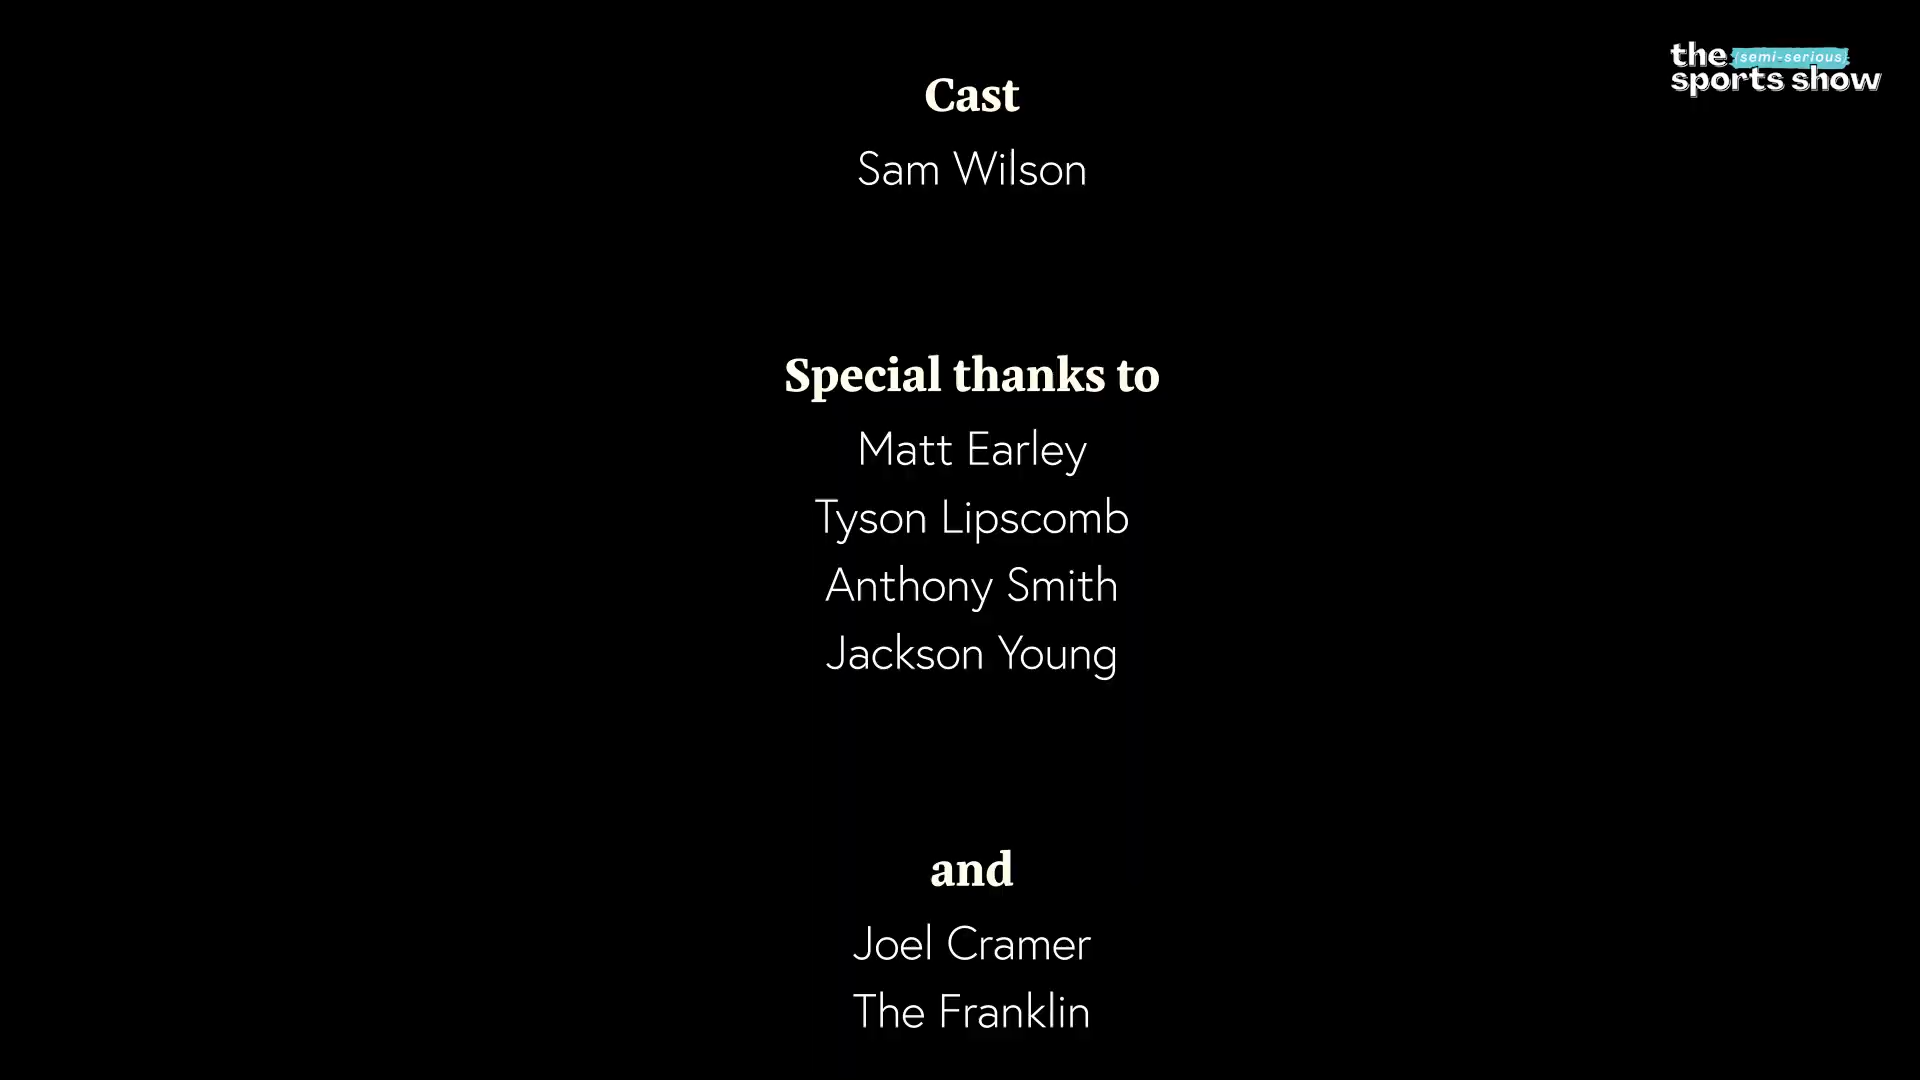 the (semi-serious)
sports show
Cast
Sam Wilson
Special thanks to
Matt Earley
Tyson Lipscomb
Anthony Smith
Jackson Young
and
Joel Cramer
The Franklin